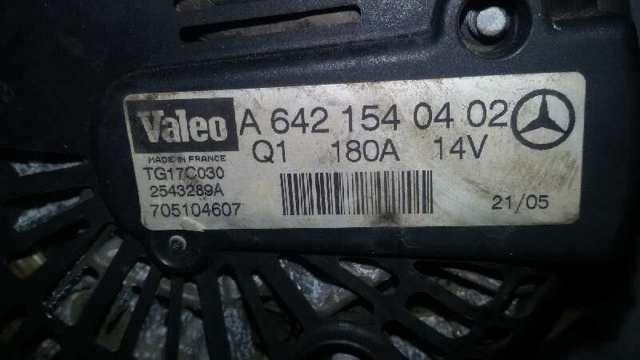 Valeo A 642 154 04 02
MADE IN FRANCE Q1 180A 14V
TG17C030
2543289A
705104607 21/05